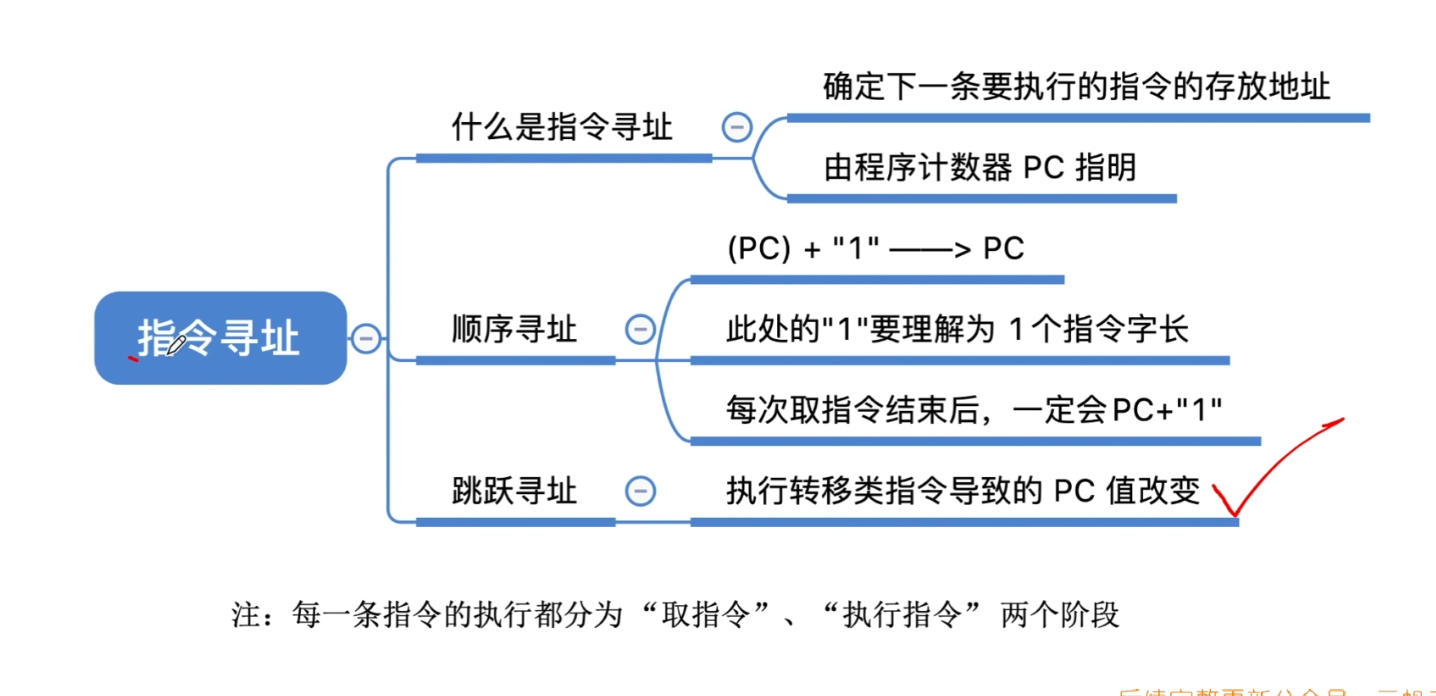 确定下一条要执行的指令的存放地址
什么是指令寻址
由程序计数器 PC 指明
(PC) + "1" ——> PC
指令寻址
顺序寻址
此处的"1"要理解为 1个指令字长
每次取指令结束后，一定会PC+"1"
跳跃寻址
执行转移类指令导致的 PC 值改变
注：每一条指令的执行都分为 “取指令”、“执行指令” 两个阶段